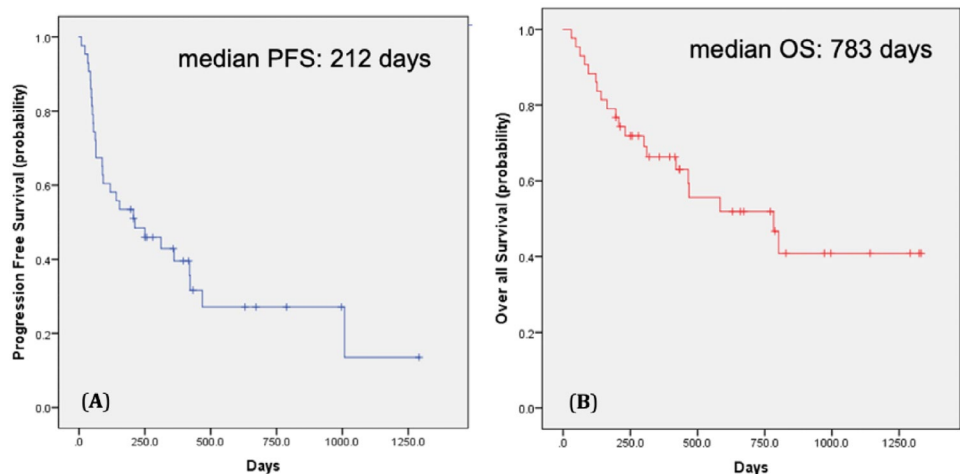 median PFS: 212 days
Progression Free Survival (probability)
1.0
0.8
0.6
0.4
0.2
0.0
(A)
.0 250.0 500.0 750.0 1000.0 1250.0
Days
median OS: 783 days
Over all Survival (probability)
1.0
0.8
0.6
0.4
0.2
0.0
(B)
.0 250.0 500.0 750.0 1000.0 1250.0
Days